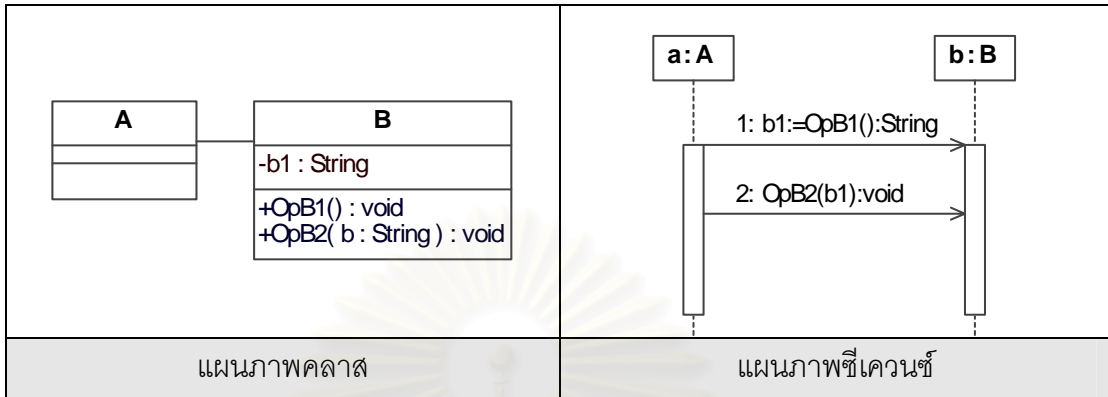 A
B
-b1 : String
+OpB1() : void
+OpB2( b : String ) : void
a:A
b:B
1: b1:=OpB1():String
2: OpB2(b1):void
แผนภาพคลาส
แผนภาพซีเควนซ์